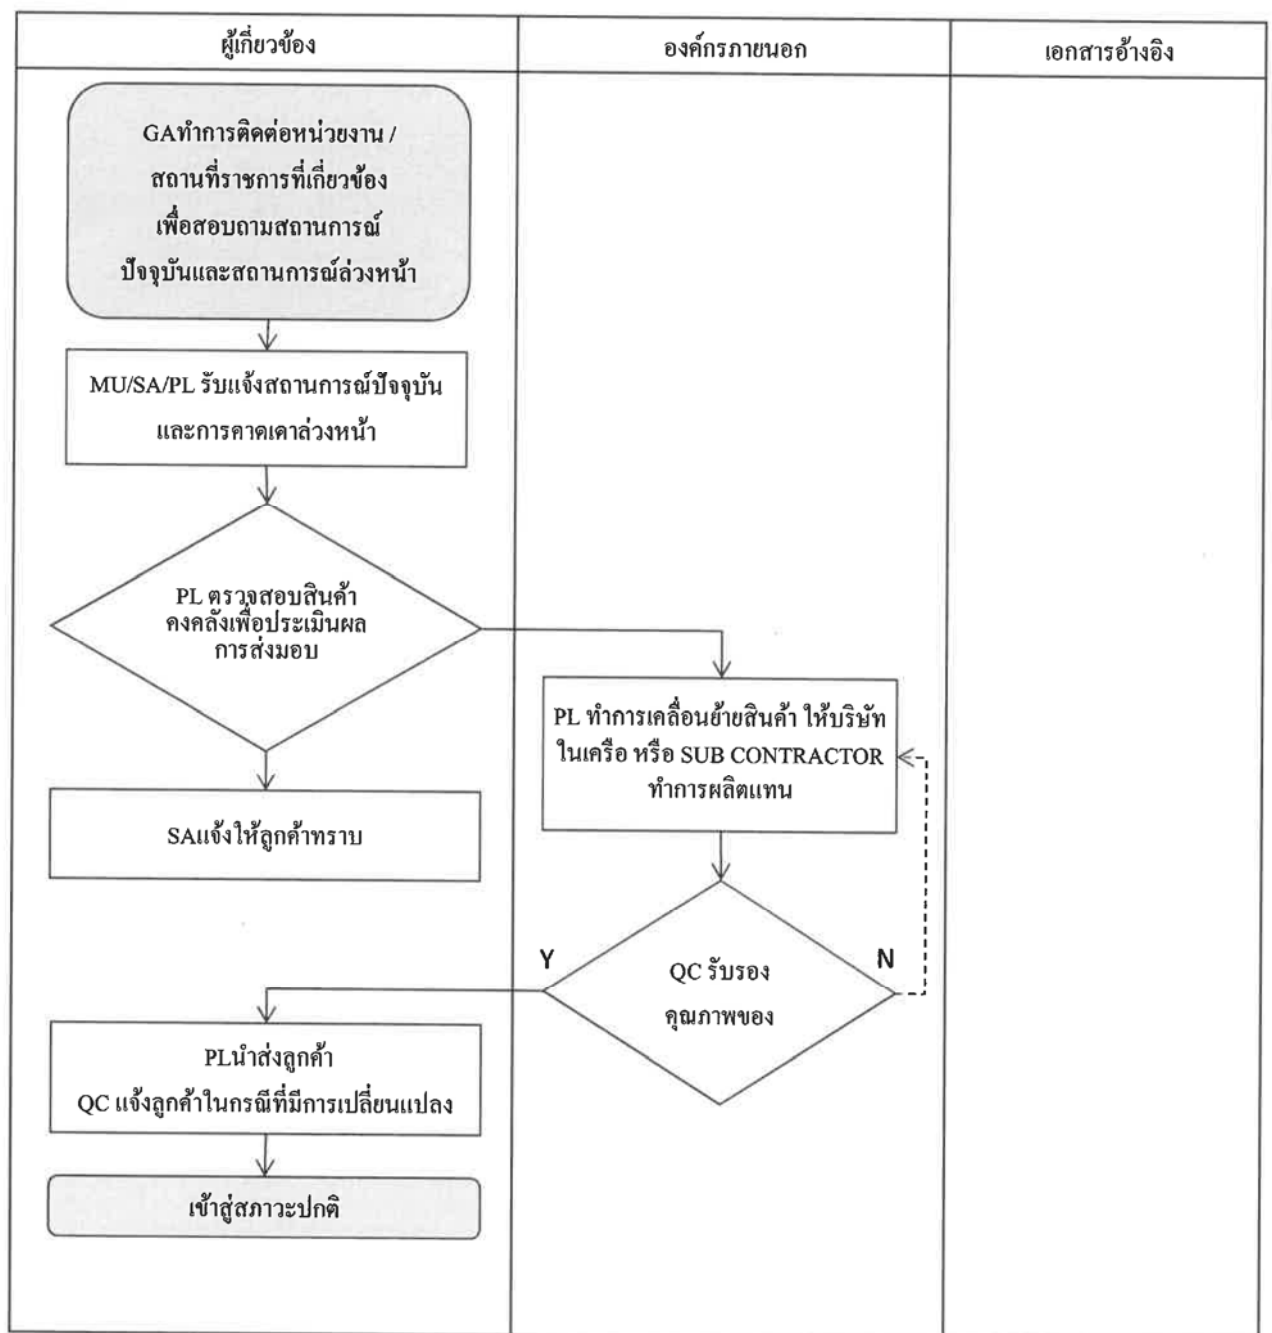 ผู้เกี่ยวข้อง
องค์กรภายนอก
เอกสารอ้างอิง
GAทำการติดต่อหน่วยงาน /
สถานที่ราชการที่เกี่ยวข้อง
เพื่อสอบถามสถานการณ์
ปัจจุบันและสถานการณ์ล่วงหน้า
MU/SA/PL รับแจ้งสถานการณ์ปัจจุบัน
และการคาดเดาล่วงหน้า
PL ตรวจสอบสินค้า
คงคลังเพื่อประเมินผล
การส่งมอบ
PL ทำการเคลื่อนย้ายสินค้า ให้บริษัท
ในเครือ หรือ SUB CONTRACTOR
ทำการผลิตแทน
SAแจ้งให้ลูกค้าทราบ
Y
N
QC รับรอง
คุณภาพของ
PLนำส่งลูกค้า
QC แจ้งลูกค้าในกรณีที่มีการเปลี่ยนแปลง
เข้าสู่สภาวะปกติ